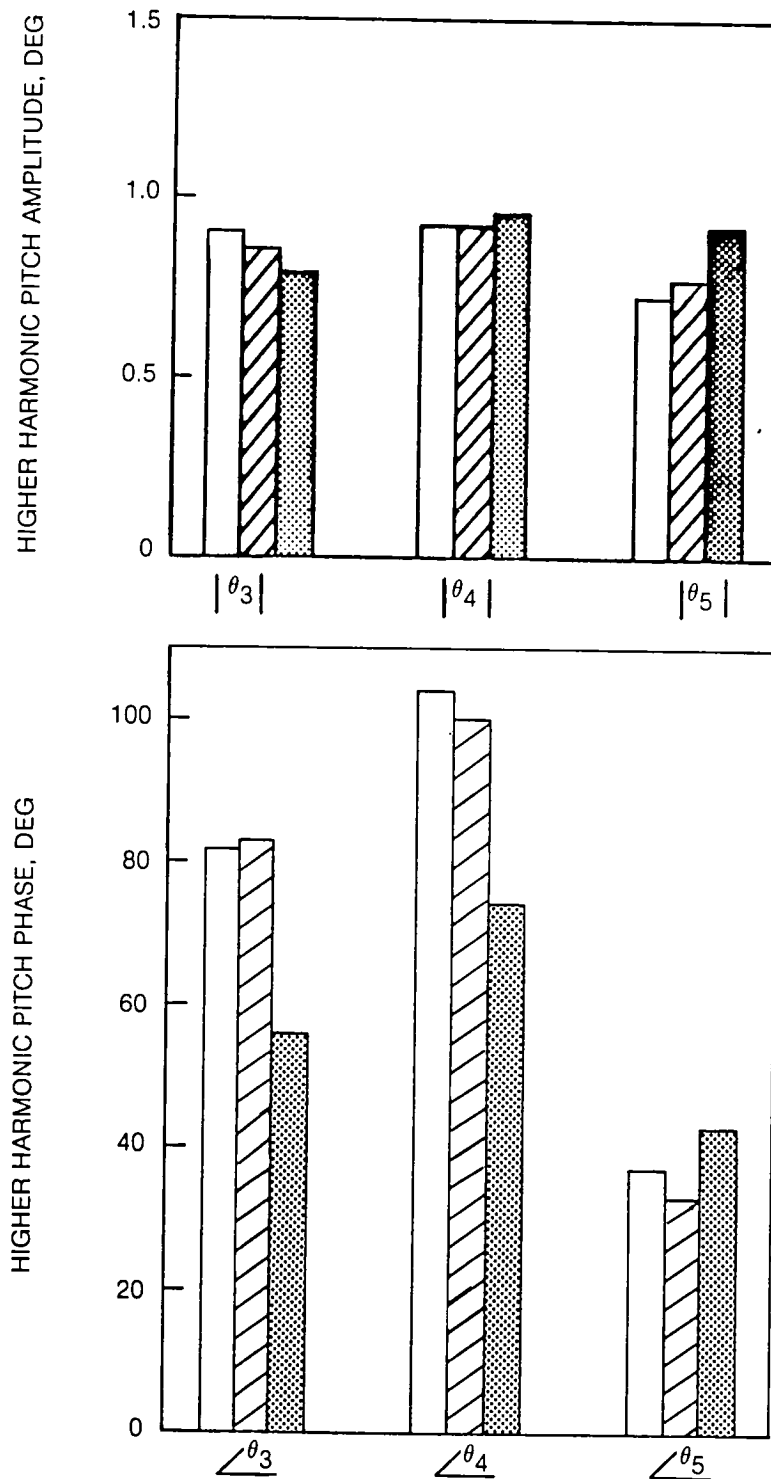 HIGHER HARMONIC PITCH AMPLITUDE, DEG
1.5
1.0
0.5
0
|θ3| |θ4| |θ5|
HIGHER HARMONIC PITCH PHASE, DEG
100
80
60
40
20
0
∠θ3 ∠θ4 ∠θ5